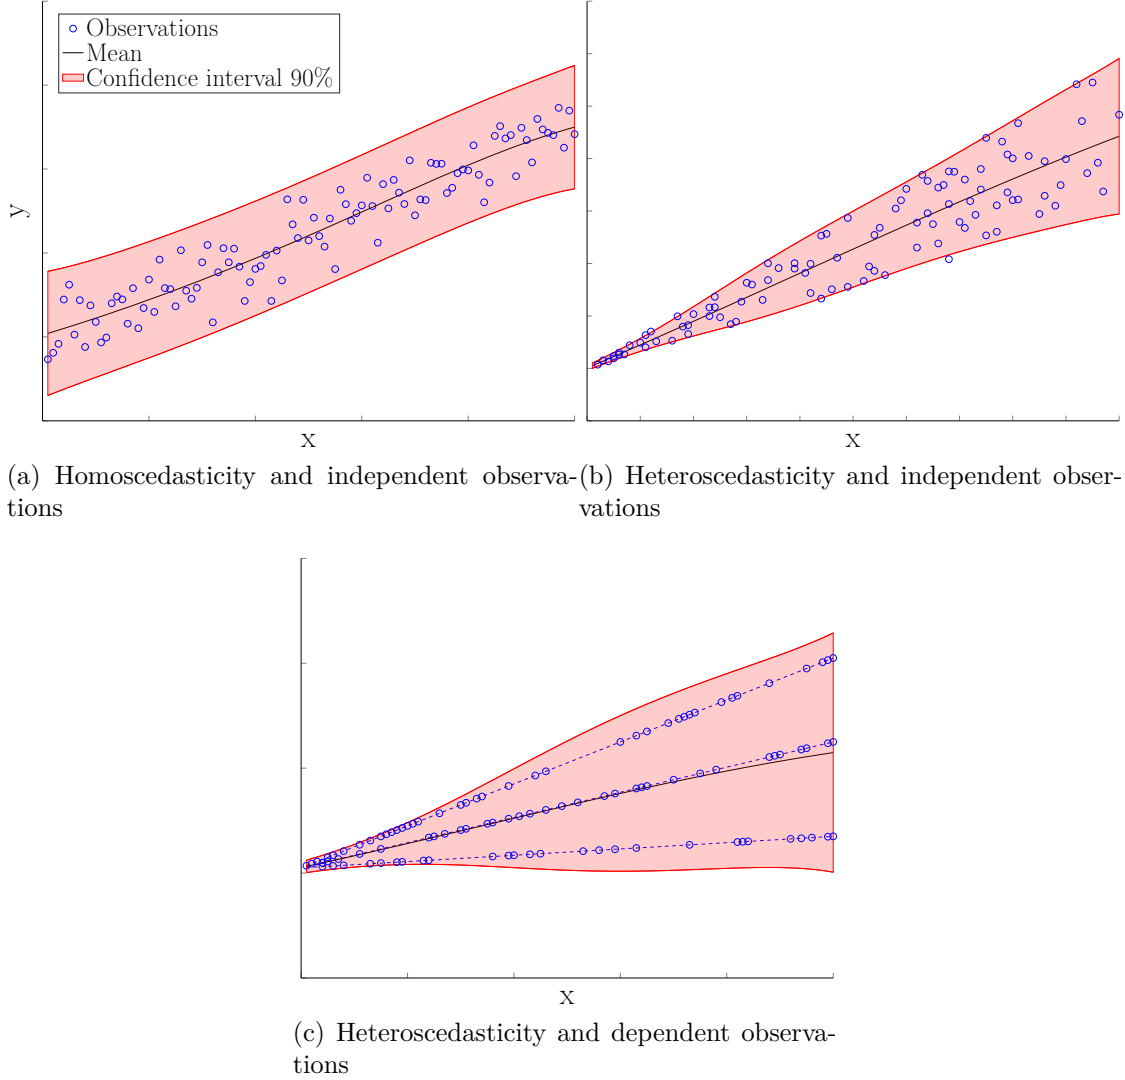 Observations
Mean
Confidence interval 90%
y
x
x
(a) Homoscedasticity and independent observa-
tions
(b) Heteroscedasticity and independent obser-
vations
x
(c) Heteroscedasticity and dependent observa-
tions